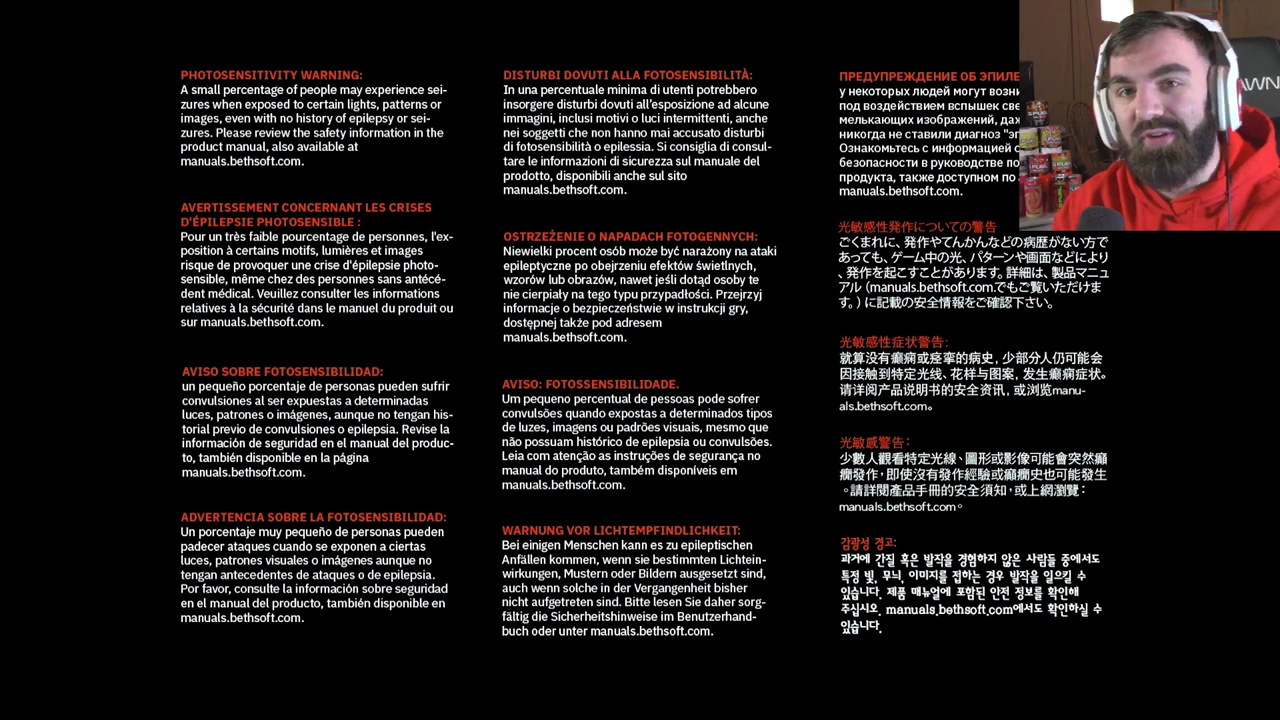 PHOTOSENSITIVITY WARNING:
A small percentage of people may experience sei-
zures when exposed to certain lights, patterns or
images, even with no history of epilepsy or sei-
zures. Please review the safety information in the
product manual, also available at
manuals.bethsoft.com.
AVERTISSEMENT CONCERNANT LES CRISES
D'ÉPILEPSIE PHOTOSENSIBLE :
Pour un très faible pourcentage de personnes, l'ex-
position à certains motifs, lumières et images
risque de provoquer une crise d'épilepsie photo-
sensible, même chez des personnes sans antécé-
dent médical. Veuillez consulter les informations
relatives à la sécurité dans le manuel du produit ou
sur manuals.bethsoft.com.
AVISO SOBRE FOTOSENSIBILIDAD:
un pequeño porcentaje de personas pueden sufrir
convulsiones al ser expuestas a determinadas
luces, patrones o imágenes, aunque no tengan his-
torial previo de convulsiones o epilepsia. Revise la
información de seguridad en el manual del produc-
to, también disponible en la página
manuals.bethsoft.com.
ADVERTENCIA SOBRE LA FOTOSENSIBILIDAD:
Un porcentaje muy pequeño de personas pueden
padecer ataques cuando se exponen a ciertas
luces, patrones visuales o imágenes aunque no
tengan antecedentes de ataques o de epilepsia.
Por favor, consulte la información sobre seguridad
en el manual del producto, también disponible en
manuals.bethsoft.com.
DISTURBI DOVUTI ALLA FOTOSENSIBILITÀ:
In una percentuale minima di utenti potrebbero
insorgere disturbi dovuti all'esposizione ad alcune
immagini, inclusi motivi o luci intermittenti, anche
nei soggetti che non hanno mai accusato disturbi
di fotosensibilità o epilessia. Si consiglia di consul-
tare le informazioni di sicurezza sul manuale del
prodotto, disponibili anche sul sito
manuals.bethsoft.com.
OSTRZEŻENIE O NAPADACH FOTOGENNYCH:
Niewielki procent osób może być narażony na ataki
epileptyczne po obejrzeniu efektów świetlnych,
wzorów lub obrazów, nawet jeśli dotąd osoby te
nie cierpiały na tego typu przypadłości. Przejrzyj
informacje o bezpieczeństwie w instrukcji gry,
dostępnej także pod adresem
manuals.bethsoft.com.
AVISO: FOTOSSENSIBILIDADE.
Um pequeno percentual de pessoas pode sofrer
convulsões quando expostas a determinados tipos
de luzes, imagens ou padrões visuais, mesmo que
não possuam histórico de epilepsia ou convulsões.
Leia com atenção as instruções de segurança no
manual do produto, também disponíveis em
manuals.bethsoft.com.
WARNUNG VOR LICHTEMPFINDLICHKEIT:
Bei einigen Menschen kann es zu epileptischen
Anfällen kommen, wenn sie bestimmten Lichtein-
wirkungen, Mustern oder Bildern ausgesetzt sind,
auch wenn solche in der Vergangenheit bisher
nicht aufgetreten sind. Bitte lesen Sie daher sorg-
fältig die Sicherheitshinweise im Benutzerhand-
buch oder unter manuals.bethsoft.com.
ПРЕДУПРЕЖДЕНИЕ ОБ ЭПИЛЕ
у некоторых людей могут возни
под воздействием вспышек све
мелькающих изображений, даж
никогда не ставили диагноз "эп
Ознакомьтесь с информацией о
безопасности в руководстве по
продукта, также доступном по
manuals.bethsoft.com.
光敏感性発作についての警告
ごくまれに、発作やてんかんなどの病歴がない方で
あっても、ゲーム中の光、パターンや画面などにより
、発作を起こすことがあります。詳細は、製品マニュ
アル (manuals.bethsoft.comでもご覧いただけま
す。) に記載の安全情報をご確認下さい。
光敏感性症状警告:
就算没有癫痫或痉挛的病史, 少部分人仍可能会
因接触到特定光线、花样与图案, 发生癫痫症状。
请详阅产品说明书的安全资讯, 或浏览manu-
als.bethsoft.com。
光敏感警告:
少數人觀看特定光線、圖形或影像可能會突然癲
癇發作,即使沒有發作經驗或癲癇史也可能發生
。請詳閱產品手冊的安全須知,或上網瀏覽:
manuals.bethsoft.com。
감광성 경고:
과거에 간질 혹은 발작을 경험하지 않은 사람들 중에서도
특정 빛, 무늬, 이미지를 접하는 경우 발작을 일으킬 수
있습니다. 제품 매뉴얼에 포함된 안전 정보를 확인해
주십시오. manuals.bethsoft.com에서도 확인하실 수
있습니다.
AWN